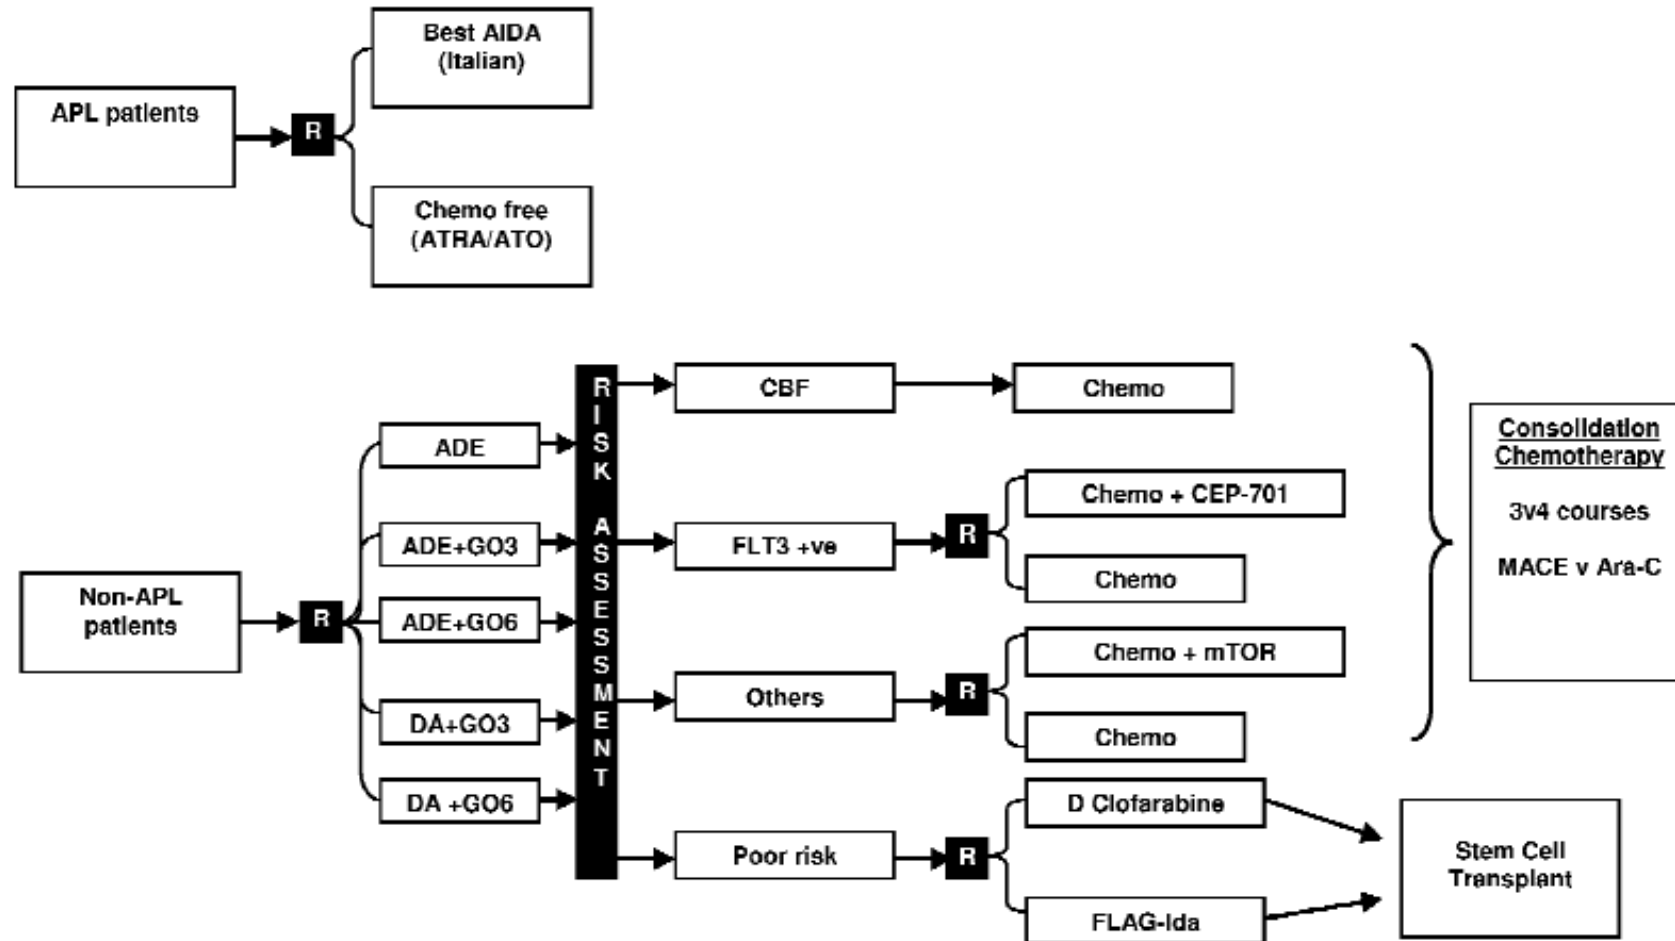 Best AIDA
(Italian)
APL patients
R
Chemo free
(ATRA/ATO)
RISK ASSESSMENT
CBF
Chemo
Consolidation
Chemotherapy
3v4 courses
MACE v Ara-C
ADE
ADE+GO3
ADE+GO6
DA+GO3
DA +GO6
Non-APL
patients
R
FLT3 +ve
R
Chemo + CEP-701
Chemo
Others
R
Chemo + mTOR
Chemo
Poor risk
R
D Clofarabine
FLAG-Ida
Stem Cell
Transplant